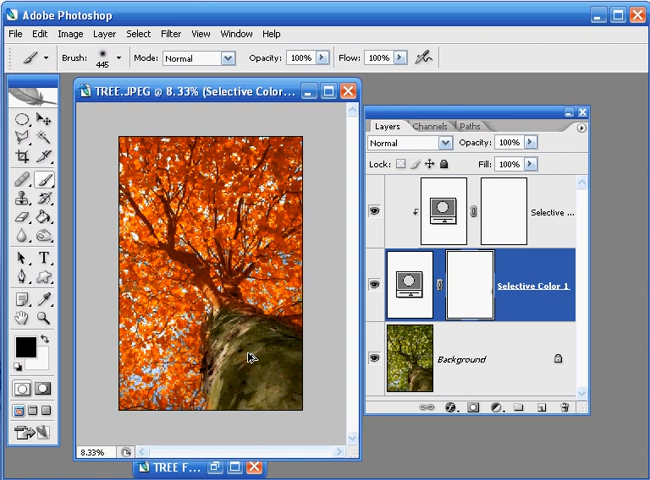 Adobe Photoshop
File Edit Image Layer Select Filter View Window Help
Brush: 445 Mode: Normal Opacity: 100% Flow: 100%
TREE.JPEG @ 8.33% (Selective Color...
Layers Channels Paths
Normal Opacity: 100%
Lock: Fill: 100%
Selective ...
Selective Color 1
Background
8.33%
TREE F...